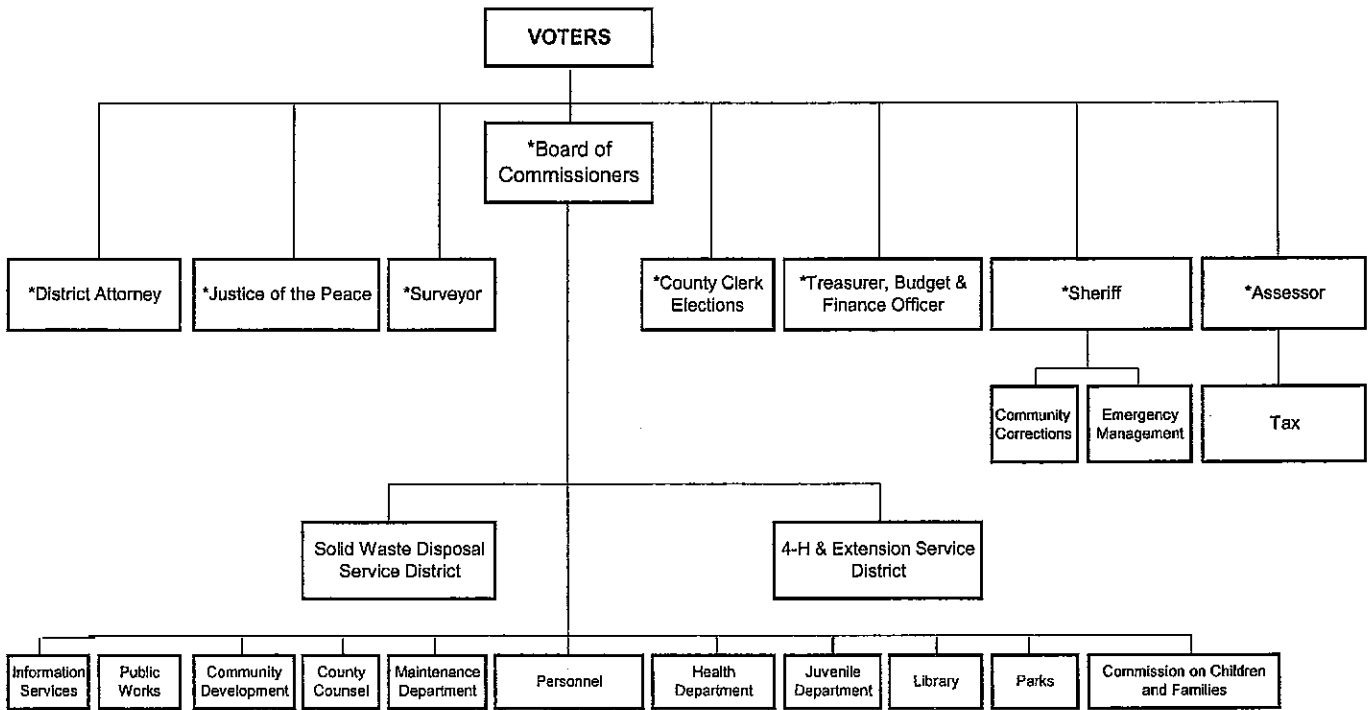 VOTERS
*Board of
Commissioners
*District Attorney
*Justice of the Peace
*Surveyor
*County Clerk
Elections
*Treasurer, Budget &
Finance Officer
*Sheriff
*Assessor
Community
Corrections
Emergency
Management
Tax
Solid Waste Disposal
Service District
4-H & Extension Service
District
Information
Services
Public
Works
Community
Development
County
Counsel
Maintenance
Department
Personnel
Health
Department
Juvenile
Department
Library
Parks
Commission on Children
and Families